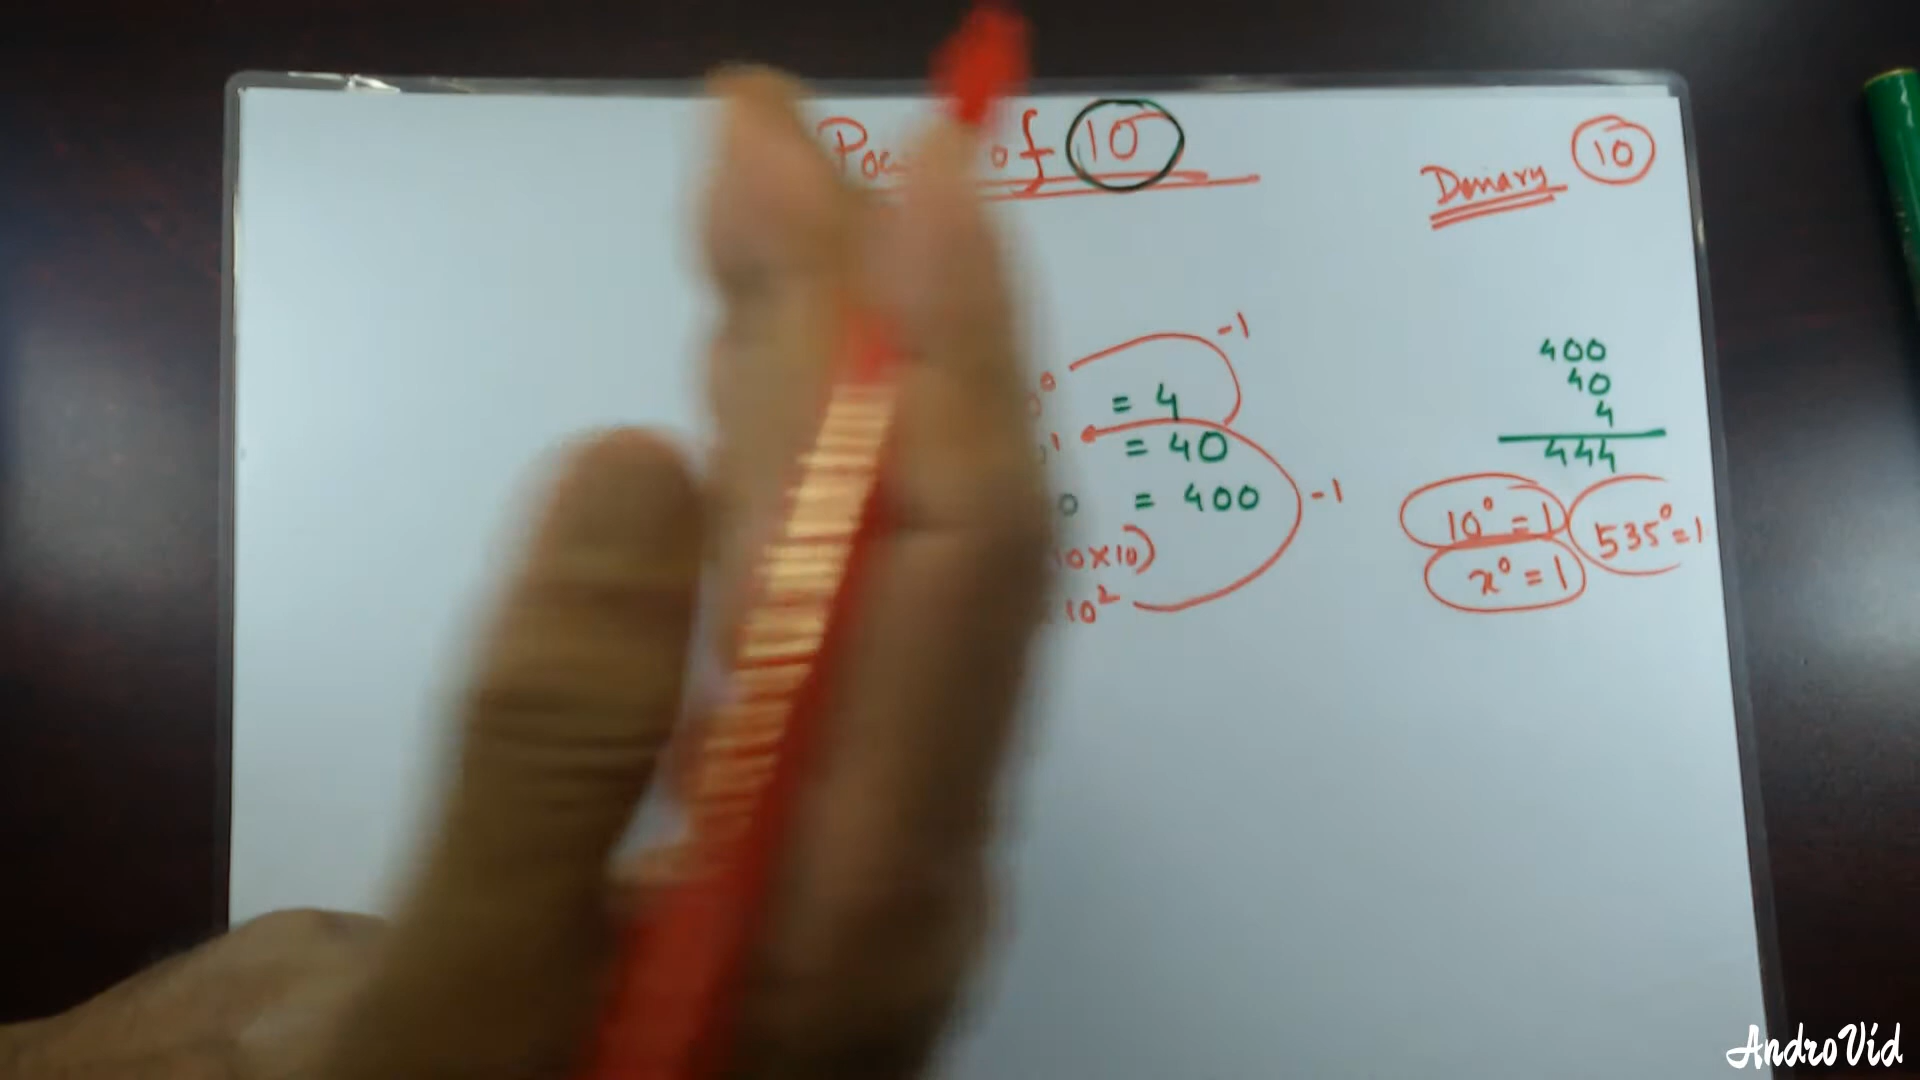 of 10
Denary 10
-1
= 4
= 40
0 = 400
-1
10x10)
10²
400
40
4
444
10⁰ = 1
535⁰ = 1
x⁰ = 1
AndroVid